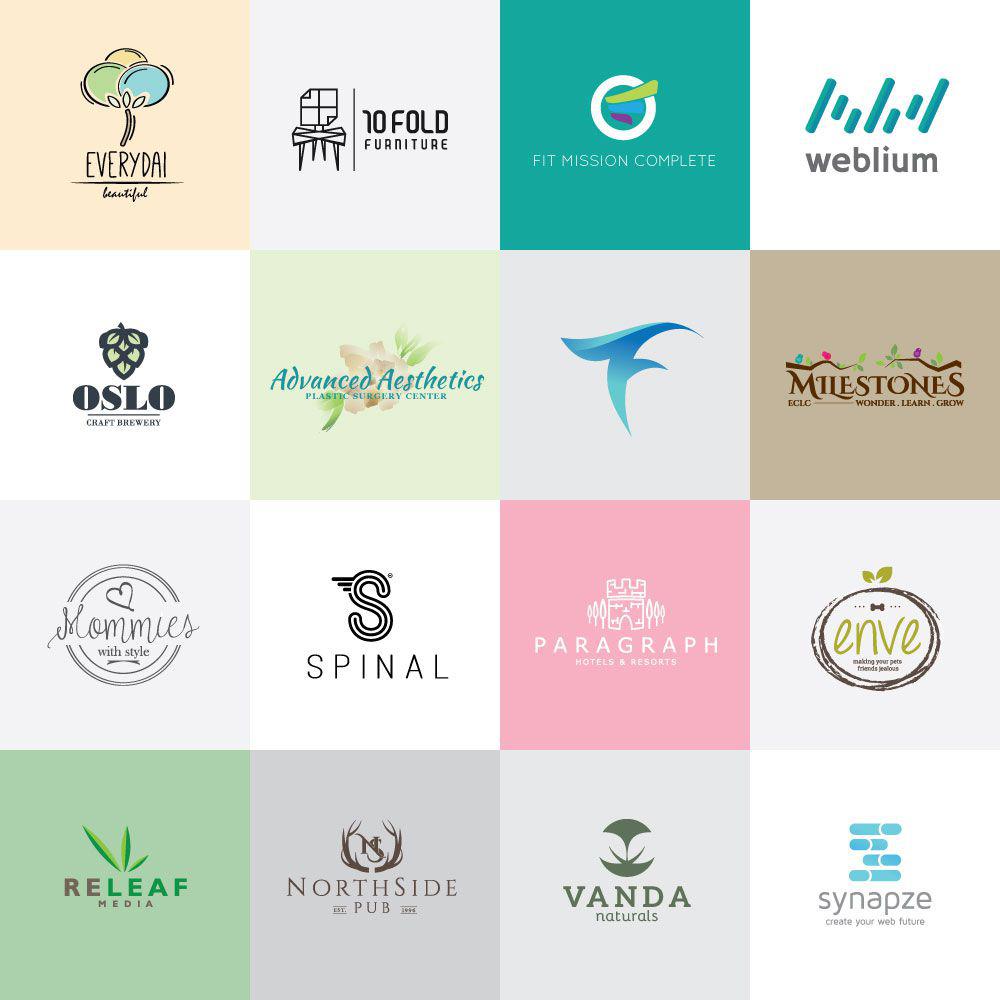 EVERYDAI
beautiful
10 FOLD
FURNITURE
FIT MISSION COMPLETE
weblium
OSLO
CRAFT BREWERY
Advanced Aesthetics
PLASTIC SURGERY CENTER
MILESTONES
ECLC WONDER . LEARN . GROW
Mommies
with style
S
SPINAL
PARAGRAPH
HOTELS & RESORTS
enve
making your pets
friends jealous
RELEAF
MEDIA
NS
NORTHSIDE
EST. PUB 1996
VANDA
naturals
synapze
create your web future